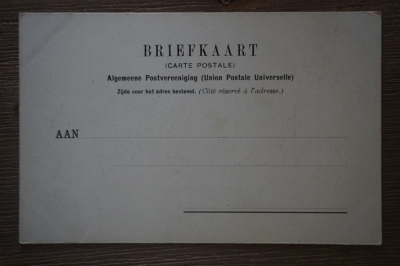 BRIEFKAART
(CARTE POSTALE)
Algemeene Postvereeniging (Union Postale Universelle)
Zijde voor het adres bestemd. (Côté réservé à l'adresse.)
AAN